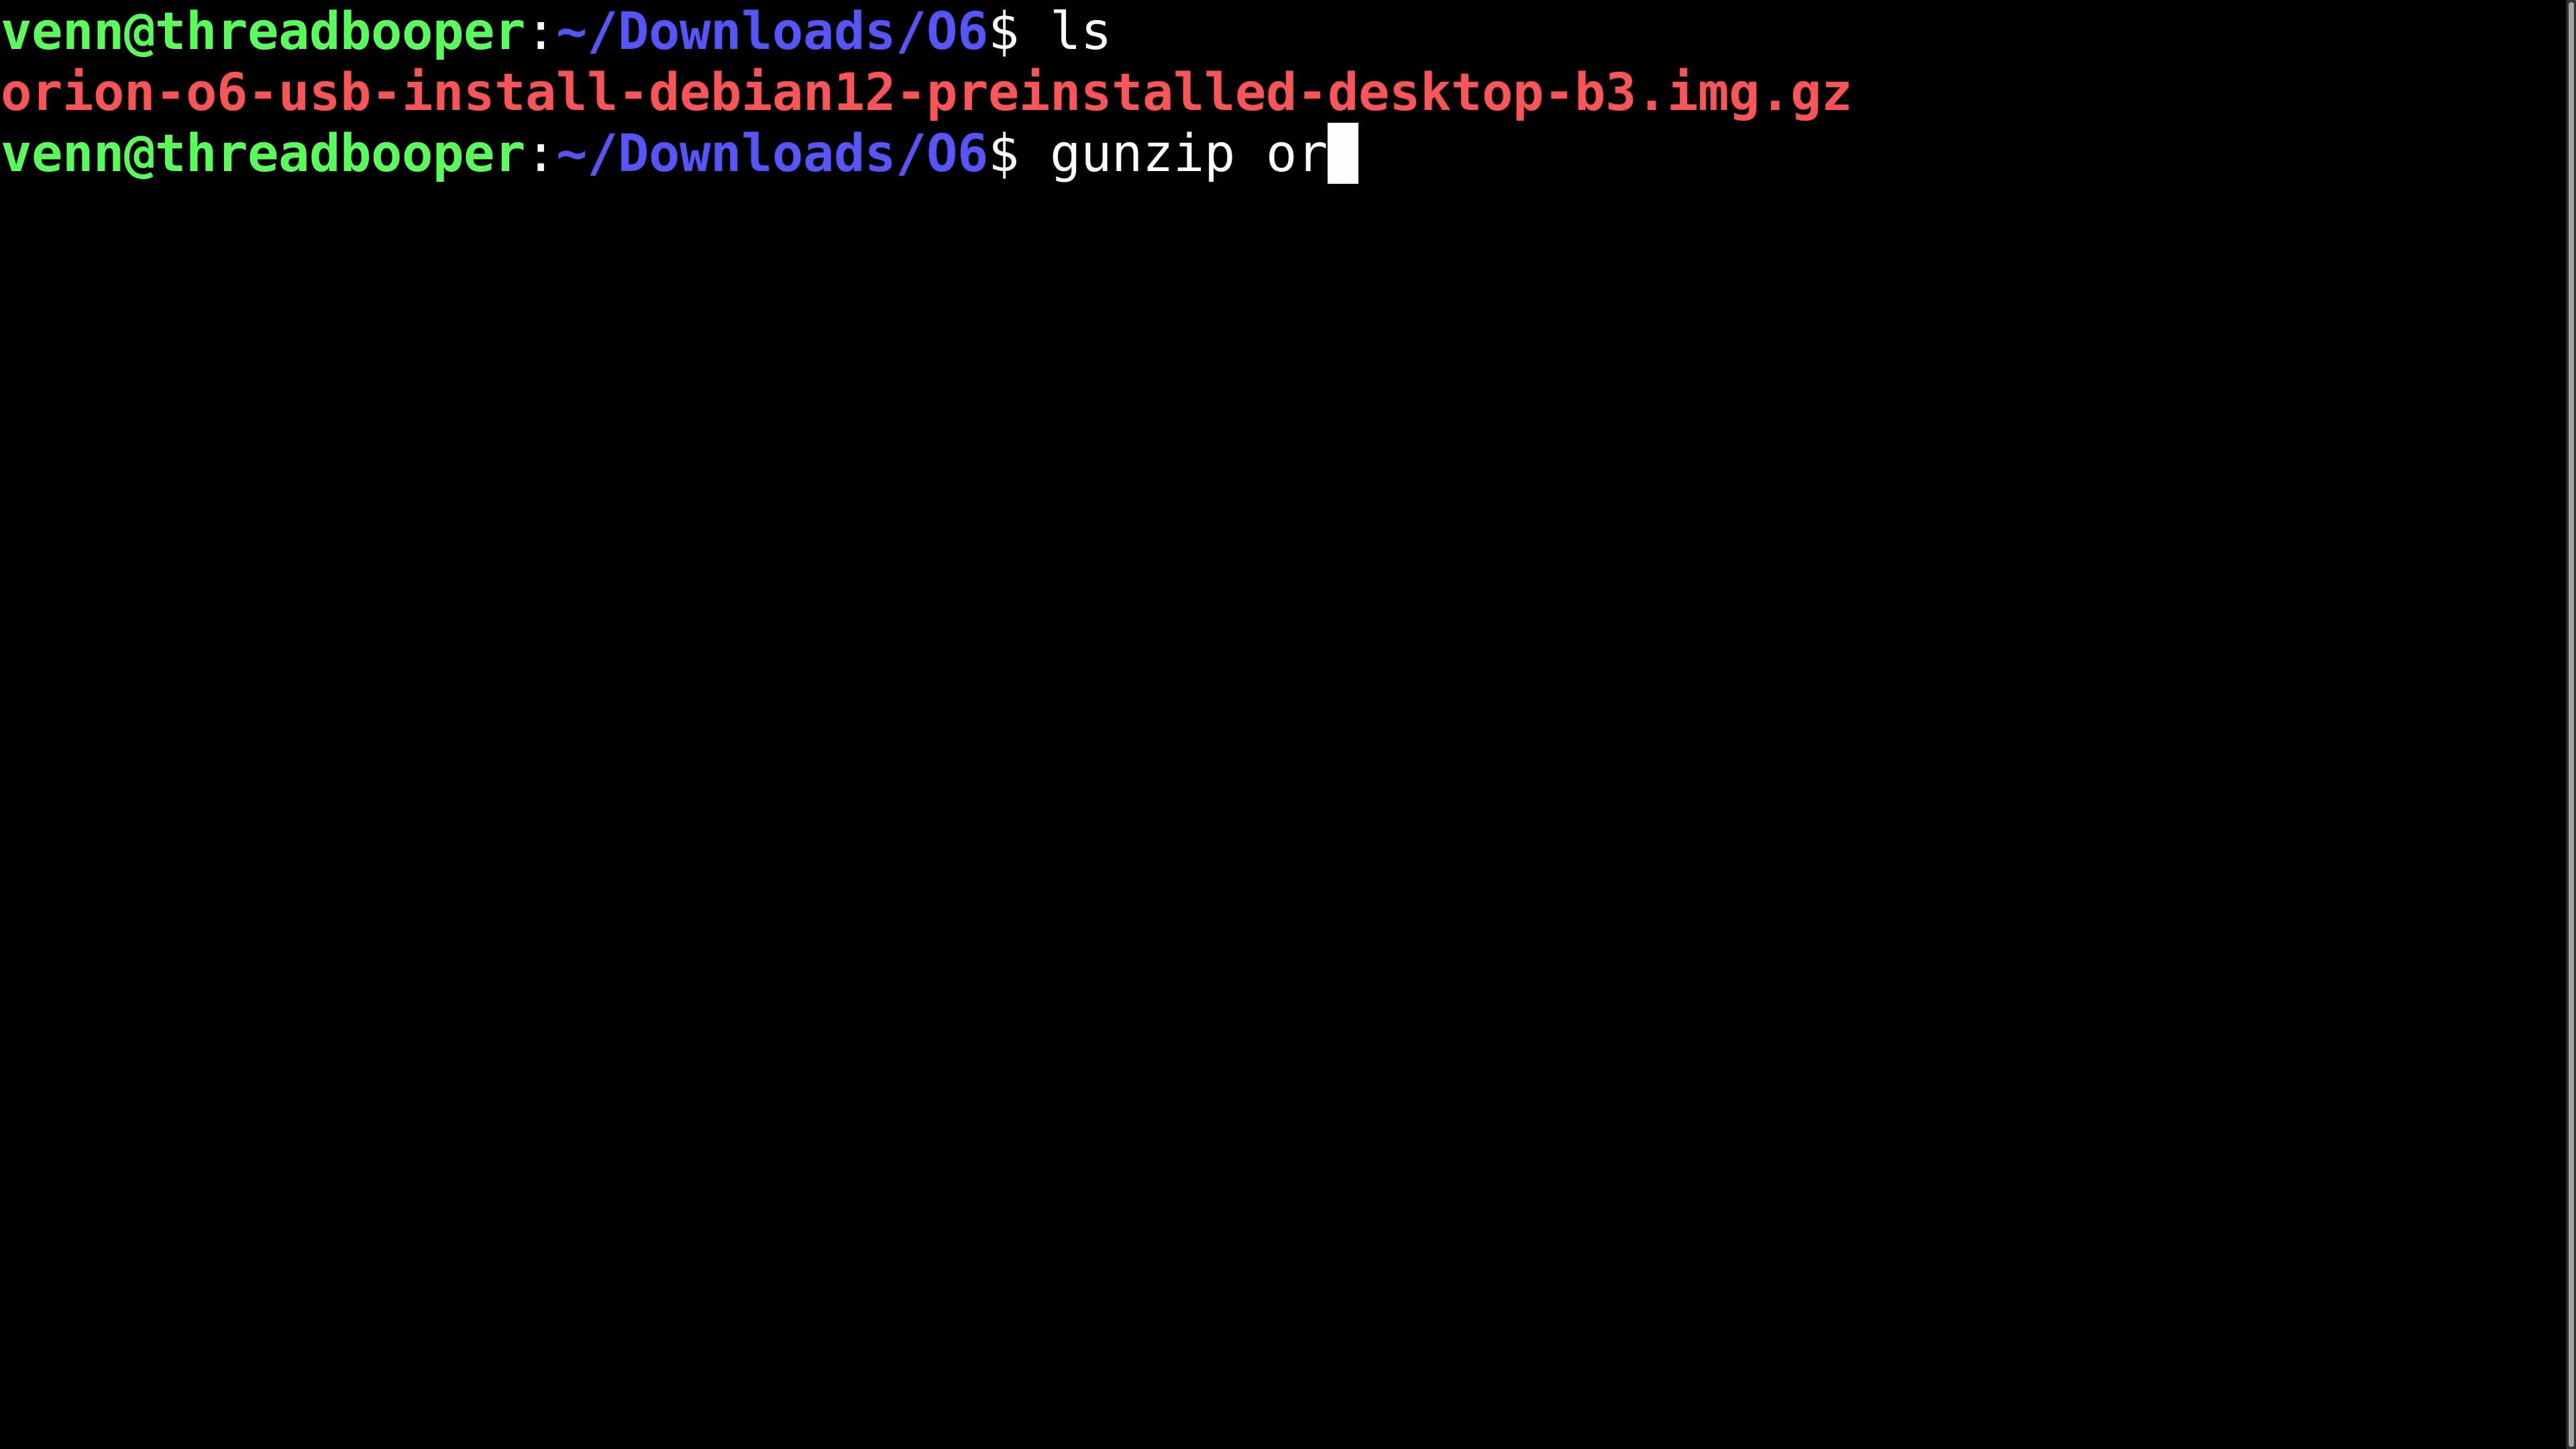 venn@threadbooper:~/Downloads/O6$ ls
orion-o6-usb-install-debian12-preinstalled-desktop-b3.img.gz
venn@threadbooper:~/Downloads/O6$ gunzip or